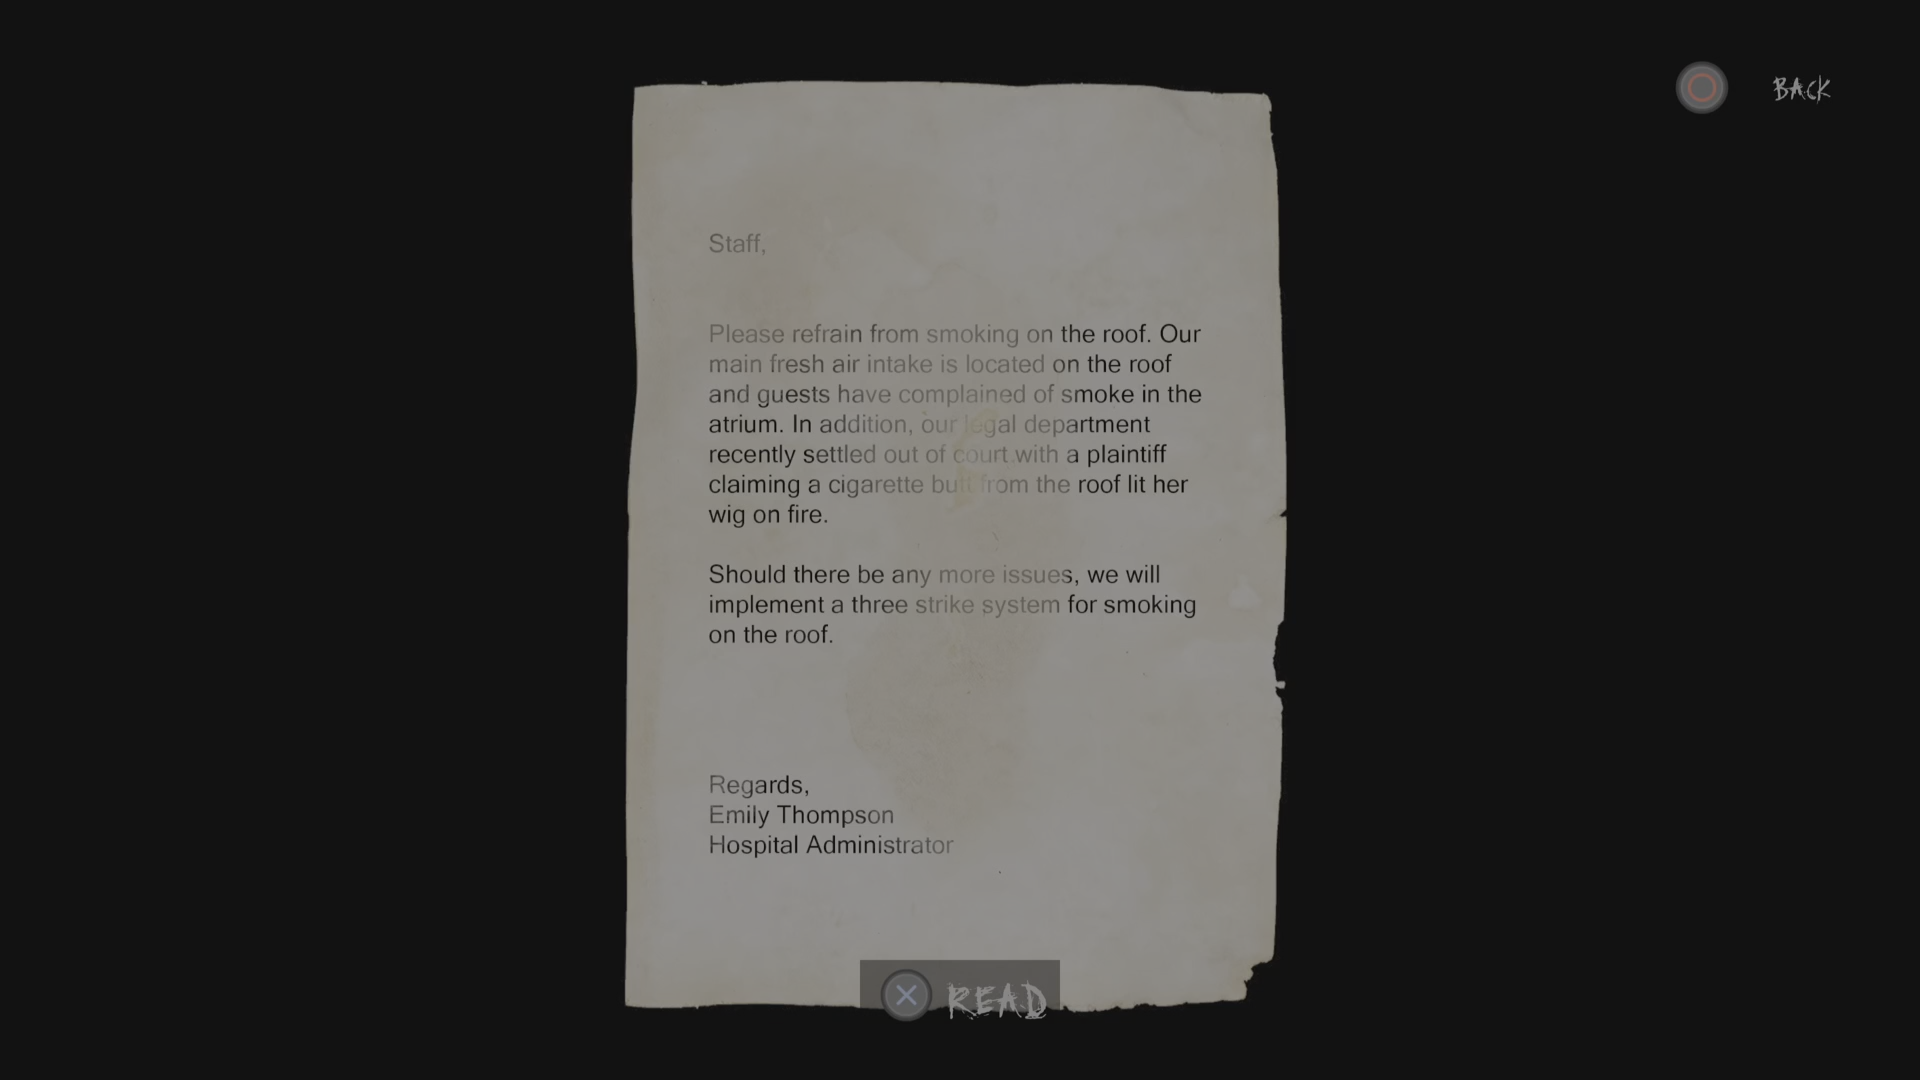 BACK
Staff,
Please refrain from smoking on the roof. Our
main fresh air intake is located on the roof
and guests have complained of smoke in the
atrium. In addition, our legal department
recently settled out of court with a plaintiff
claiming a cigarette butt from the roof lit her
wig on fire.
Should there be any more issues, we will
implement a three strike system for smoking
on the roof.
Regards,
Emily Thompson
Hospital Administrator
READ